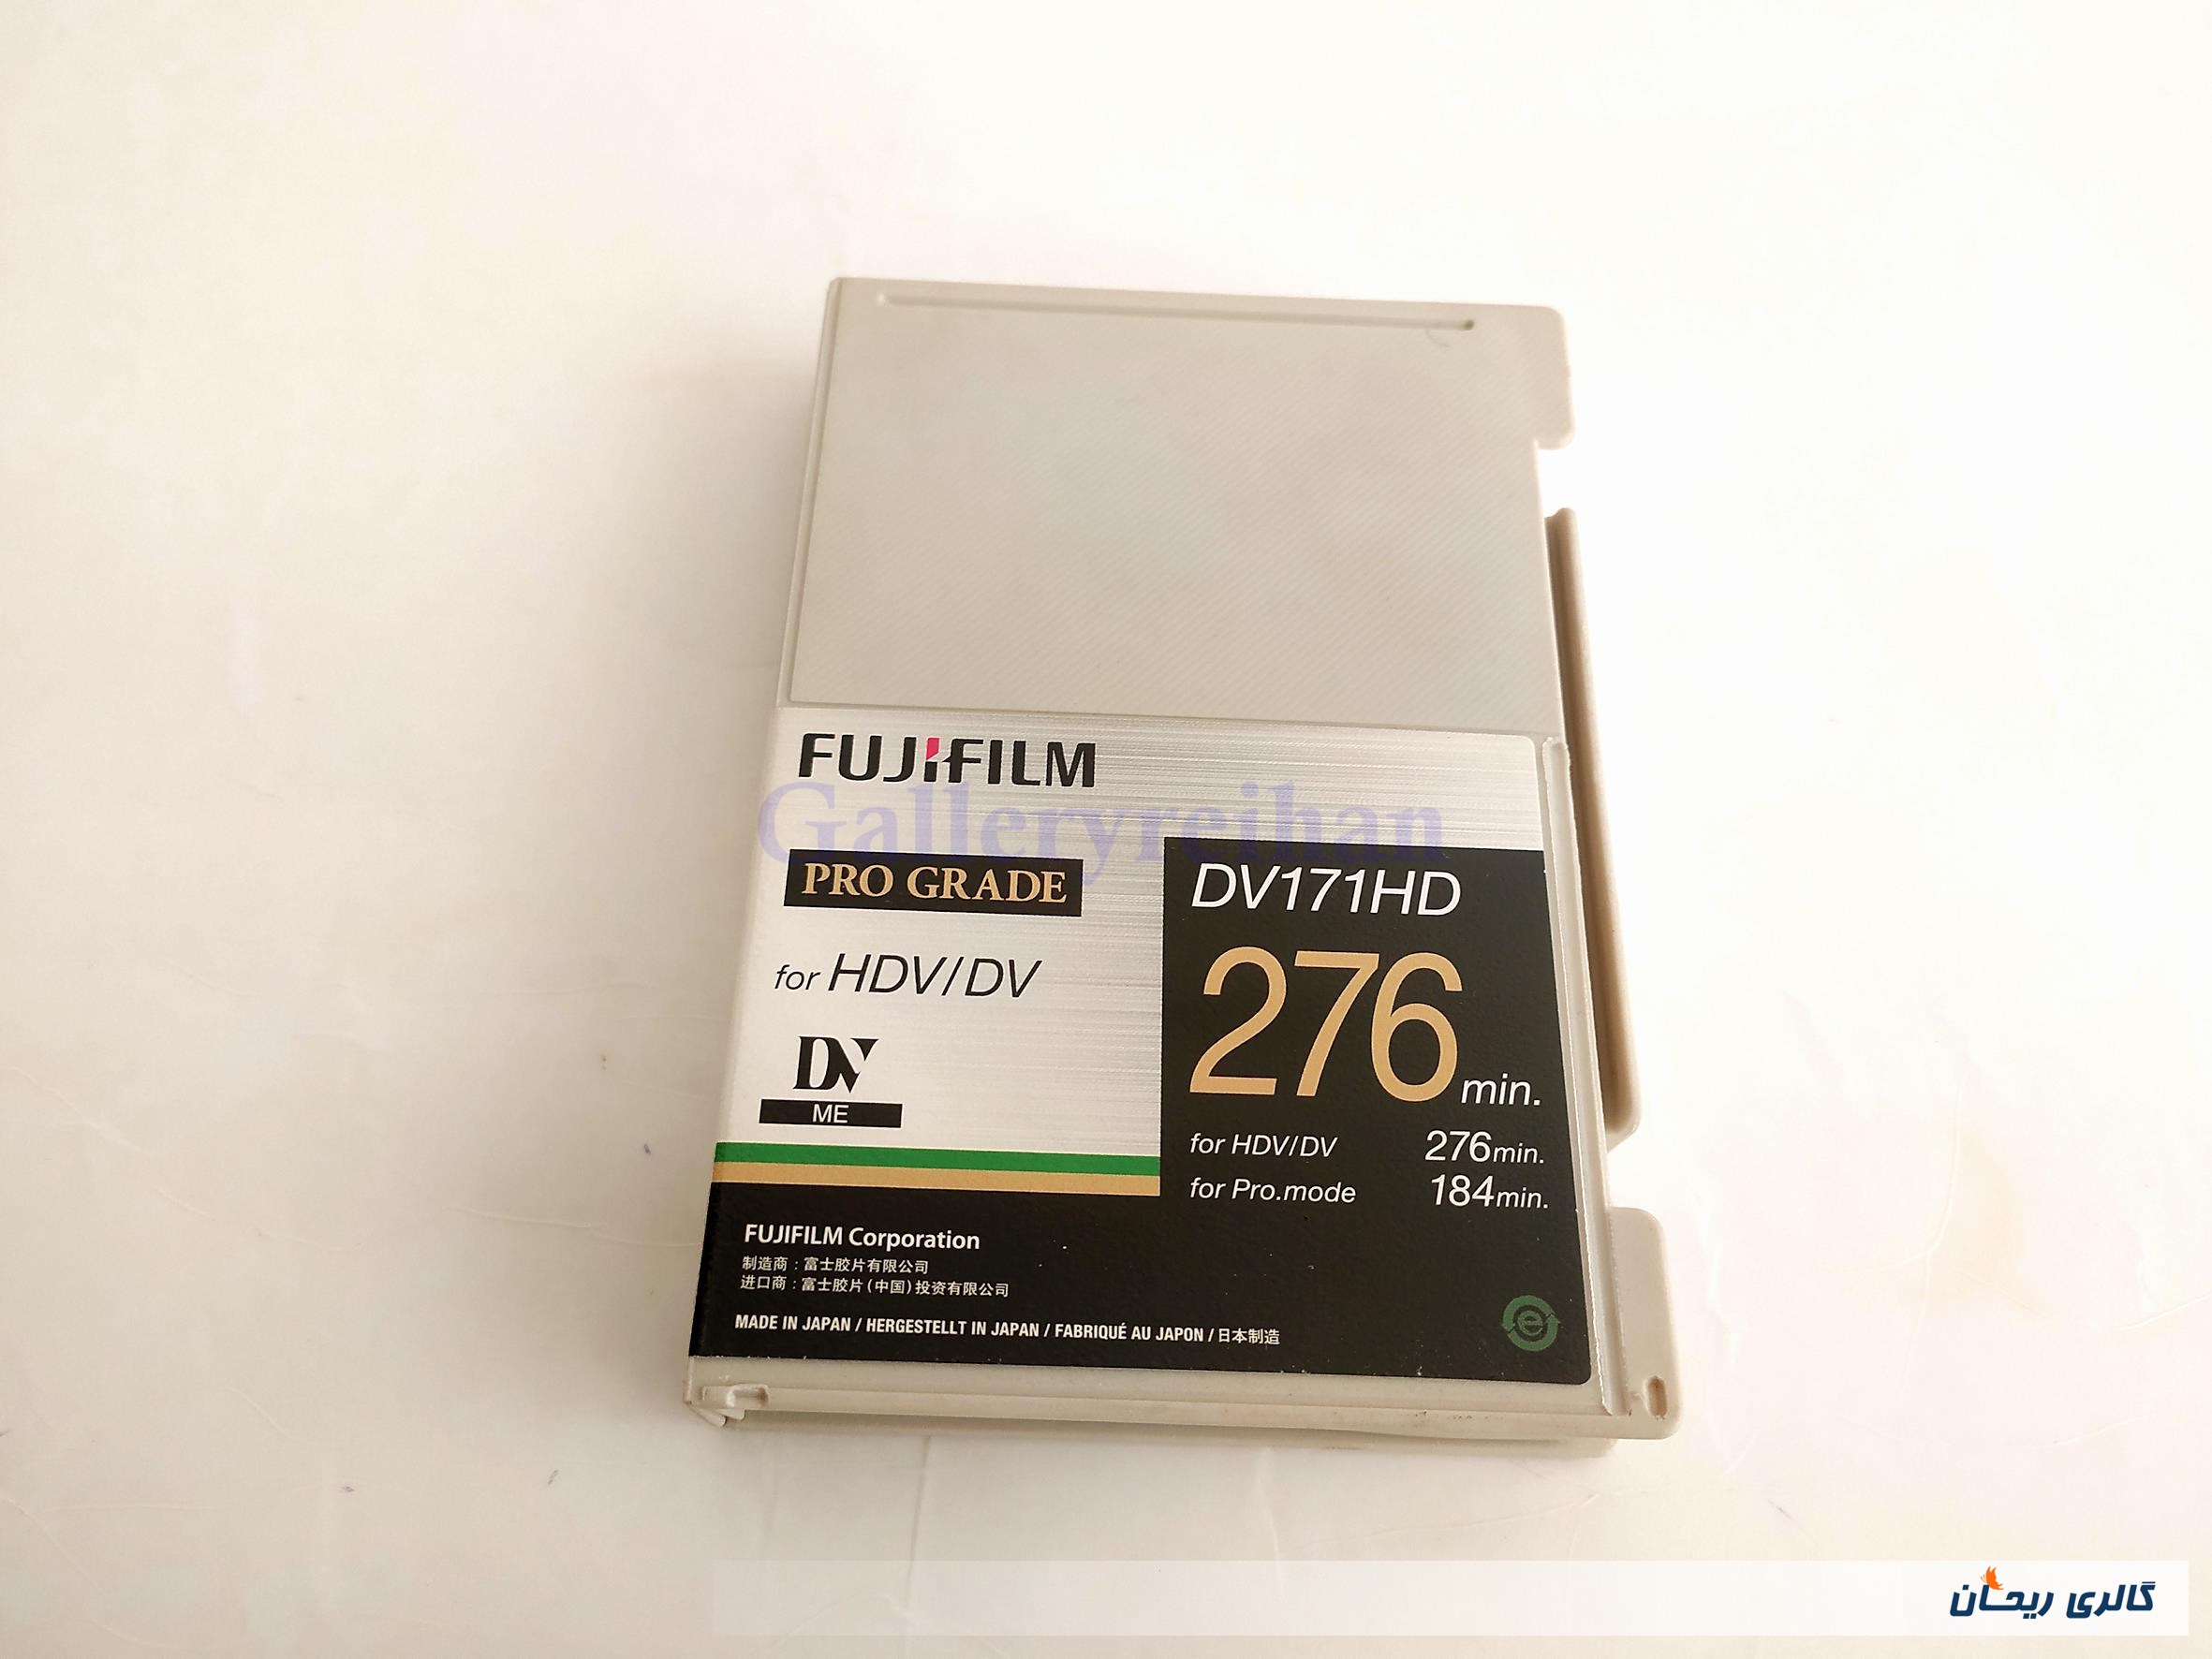 FUJIFILM
Galleryreihan
PRO GRADE
for HDV/DV
DV
ME
DV171HD
276 min.
for HDV/DV 276min.
for Pro.mode 184min.
FUJIFILM Corporation
制造商：富士胶片有限公司
进口商：富士胶片（中国）投资有限公司
MADE IN JAPAN / HERGESTELLT IN JAPAN / FABRIQUÉ AU JAPON / 日本制造
e
گالری ریحان